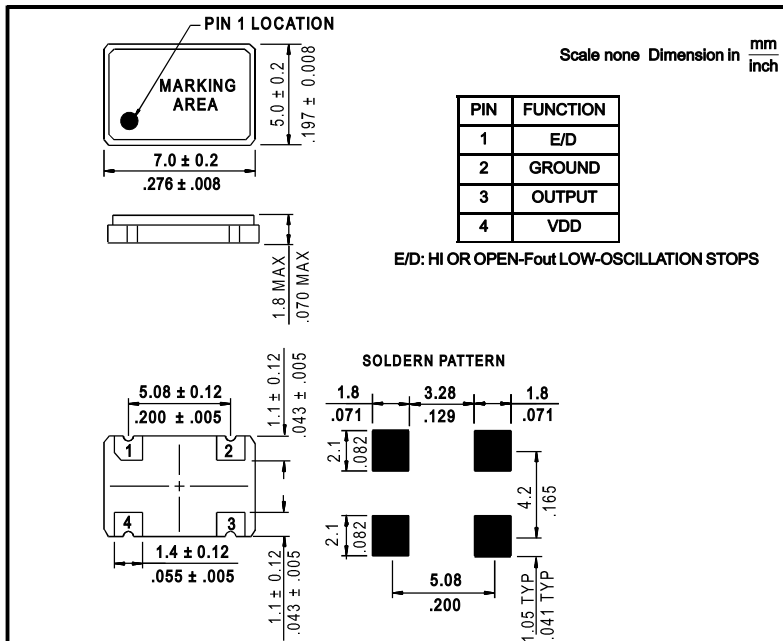 PIN 1 LOCATION
Scale none Dimension in mm
inch
MARKING
AREA
5.0 ± 0.2
.197 ± 0.008
7.0 ± 0.2
.276 ± .008
PIN FUNCTION
1 E/D
2 GROUND
3 OUTPUT
4 VDD
E/D: HI OR OPEN-Fout LOW-OSCILLATION STOPS
1.8 MAX
.070 MAX
5.08 ± 0.12
.200 ± .005
1.1 ± 0.12
.043 ± .005
1 2
4 3
1.4 ± 0.12
.055 ± .005
1.1 ± 0.12
.043 ± .005
SOLDERN PATTERN
1.8 3.28 1.8
.071 .129 .071
2.1
.082
2.1
.082
4.2
.165
5.08
.200
1.05 TYP
.041 TYP